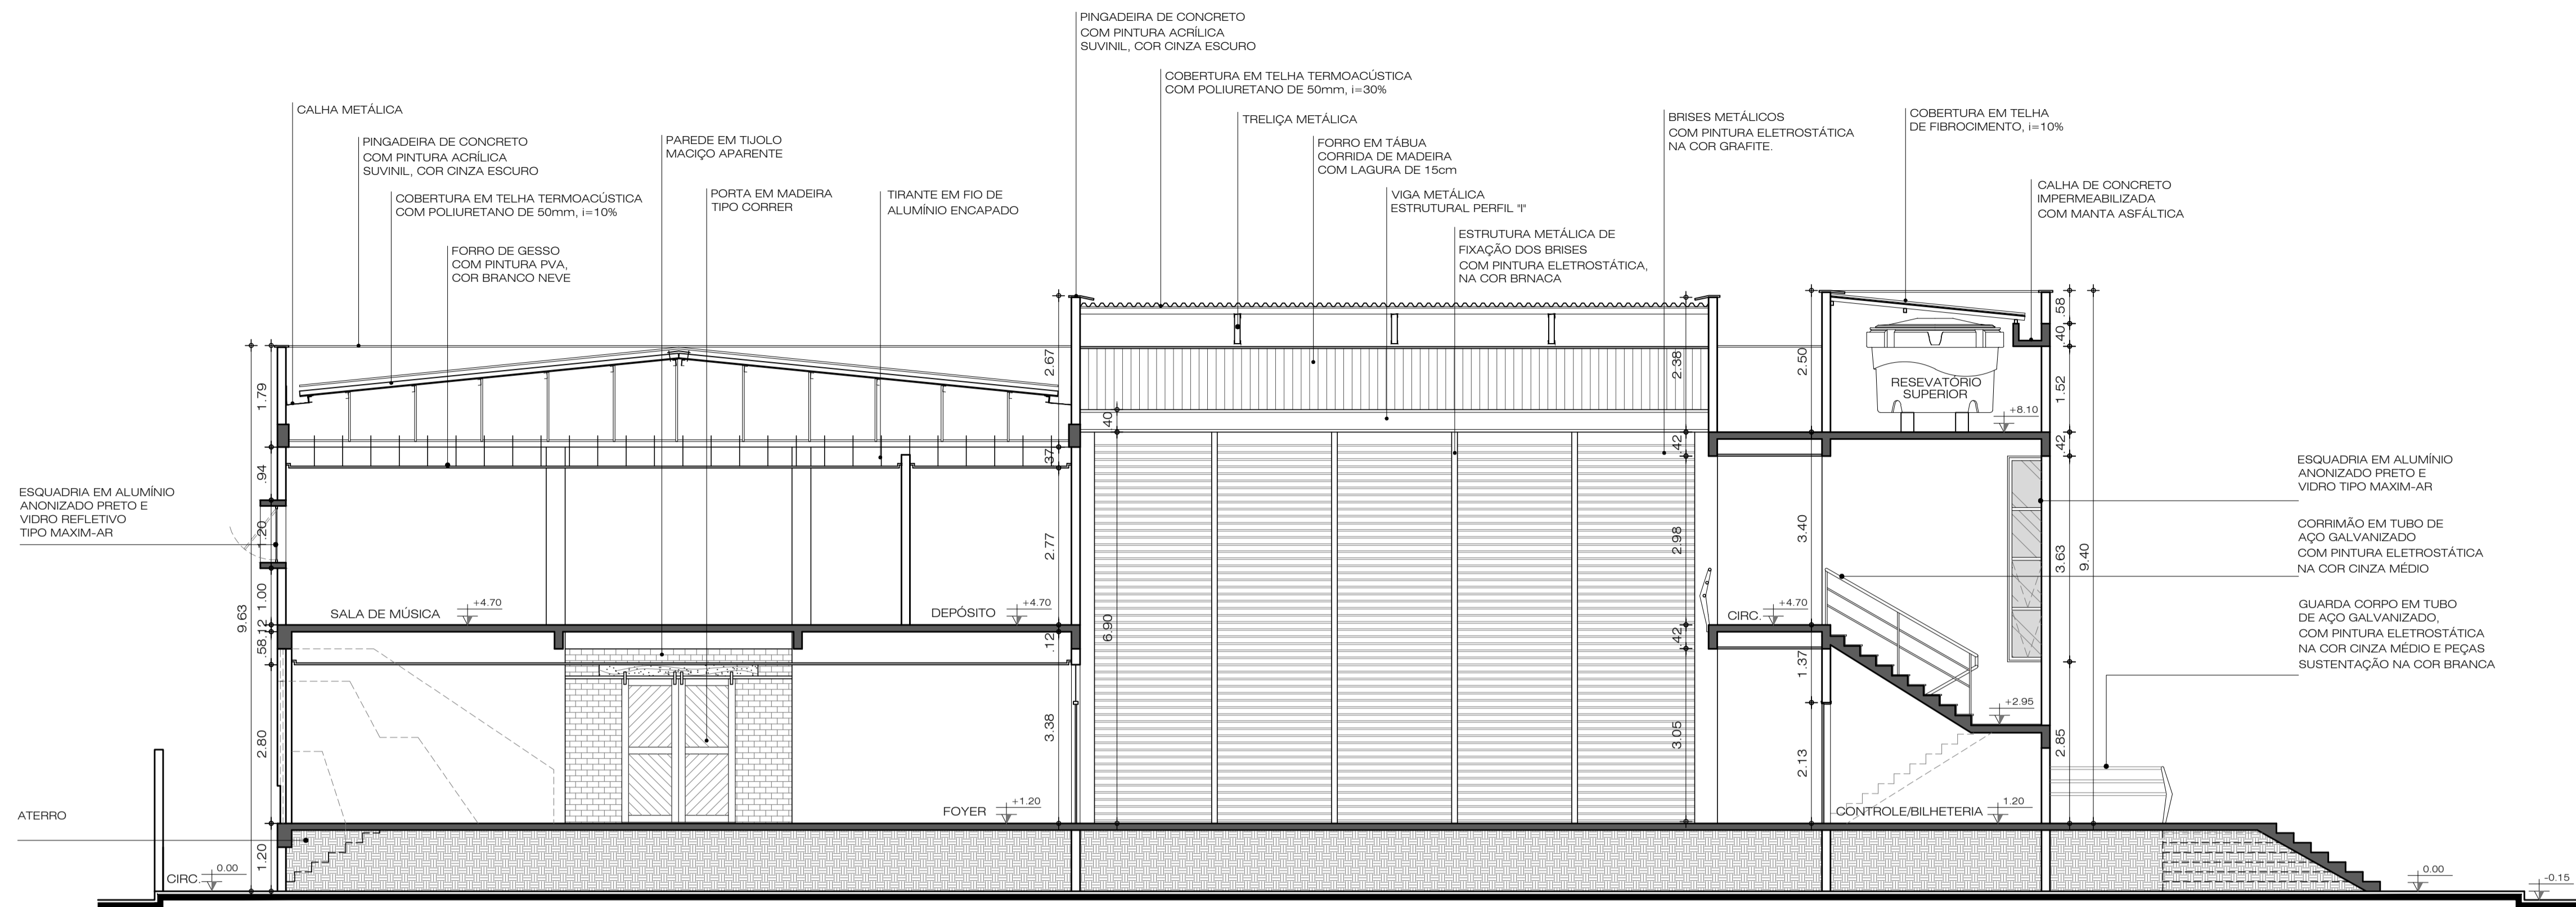 PINGADEIRA DE CONCRETO
COM PINTURA ACRÍLICA
SUVINIL, COR CINZA ESCURO
COBERTURA EM TELHA TERMOACÚSTICA
COM POLIURETANO DE 50mm, i=30%
CALHA METÁLICA
TRELIÇA METÁLICA
BRISES METÁLICOS
COM PINTURA ELETROSTÁTICA
NA COR GRAFITE.
COBERTURA EM TELHA
DE FIBROCIMENTO, i=10%
PINGADEIRA DE CONCRETO
COM PINTURA ACRÍLICA
SUVINIL, COR CINZA ESCURO
PAREDE EM TIJOLO
MACIÇO APARENTE
FORRO EM TÁBUA
CORRIDA DE MADEIRA
COM LAGURA DE 15cm
CALHA DE CONCRETO
IMPERMEABILIZADA
COM MANTA ASFÁLTICA
COBERTURA EM TELHA TERMOACÚSTICA
COM POLIURETANO DE 50mm, i=10%
PORTA EM MADEIRA
TIPO CORRER
TIRANTE EM FIO DE
ALUMÍNIO ENCAPADO
VIGA METÁLICA
ESTRUTURAL PERFIL "I"
FORRO DE GESSO
COM PINTURA PVA,
COR BRANCO NEVE
ESTRUTURA METÁLICA DE
FIXAÇÃO DOS BRISES
COM PINTURA ELETROSTÁTICA,
NA COR BRNACA
ESQUADRIA EM ALUMÍNIO
ANONIZADO PRETO E
VIDRO REFLETIVO
TIPO MAXIM-AR
ATERRO
9.63
1.79
.94
1.20
1.00
.12
.58
2.80
1.20
CIRC.
0.00
SALA DE MÚSICA
+4.70
DEPÓSITO
+4.70
FOYER
+1.20
2.67
.37
2.77
.12
3.38
.40
6.90
2.38
.42
2.98
.42
3.05
2.50
3.40
1.37
2.13
CIRC.
+4.70
RESEVATÓRIO
SUPERIOR
+8.10
+2.95
CONTROLE/BILHETERIA
1.20
.58
.40
1.52
.42
3.63
2.85
9.40
ESQUADRIA EM ALUMÍNIO
ANONIZADO PRETO E
VIDRO TIPO MAXIM-AR
CORRIMÃO EM TUBO DE
AÇO GALVANIZADO
COM PINTURA ELETROSTÁTICA
NA COR CINZA MÉDIO
GUARDA CORPO EM TUBO
DE AÇO GALVANIZADO,
COM PINTURA ELETROSTÁTICA
NA COR CINZA MÉDIO E PEÇAS
SUSTENTAÇÃO NA COR BRANCA
0.00
-0.15